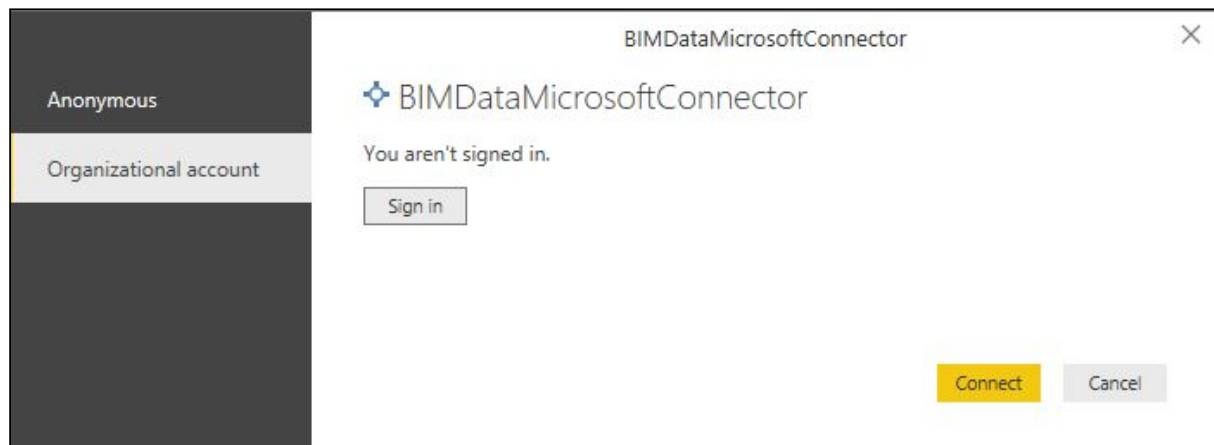 BIMDataMicrosoftConnector
Anonymous
Organizational account
BIMDataMicrosoftConnector
You aren't signed in.
Sign in
Connect
Cancel